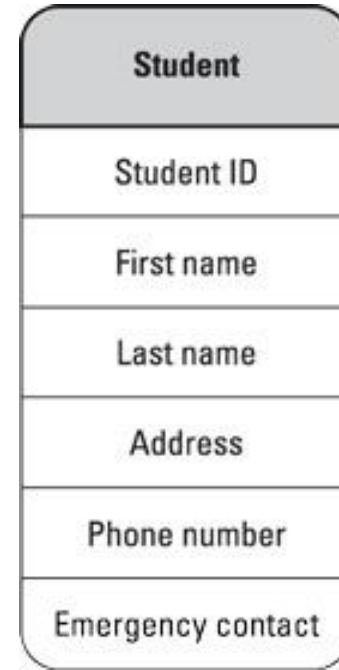 Student
Student ID
First name
Last name
Address
Phone number
Emergency contact